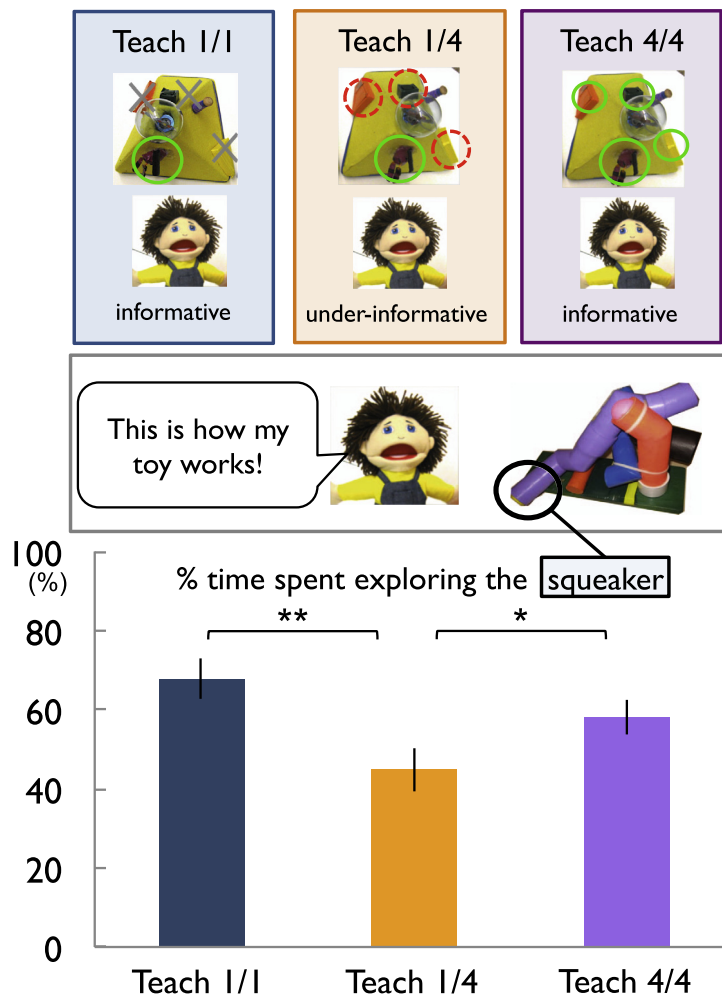 Teach 1/1
Teach 1/4
Teach 4/4
informative
under-informative
informative
This is how my
toy works!
100
(%)
% time spent exploring the squeaker
80
**
*
60
40
20
0
Teach 1/1
Teach 1/4
Teach 4/4